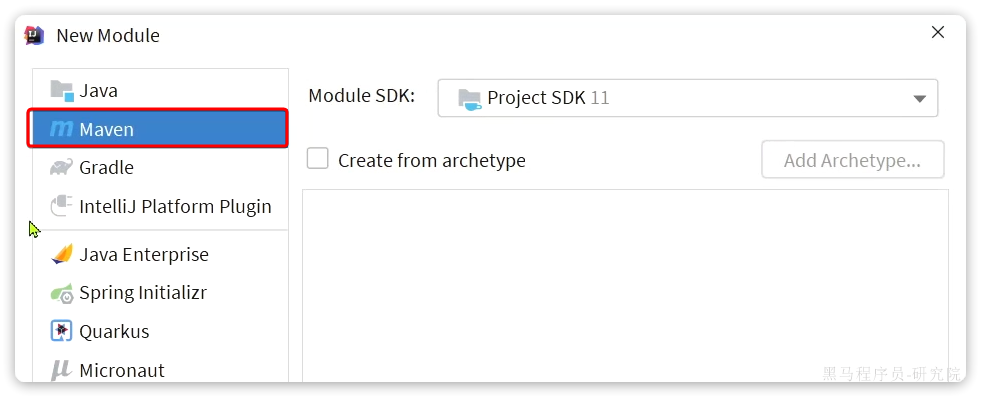 New Module
Java
Maven
Gradle
IntelliJ Platform Plugin
Java Enterprise
Spring Initializr
Quarkus
Micronaut
Module SDK:
Project SDK 11
Create from archetype
Add Archetype...
黑马程序员-研究院